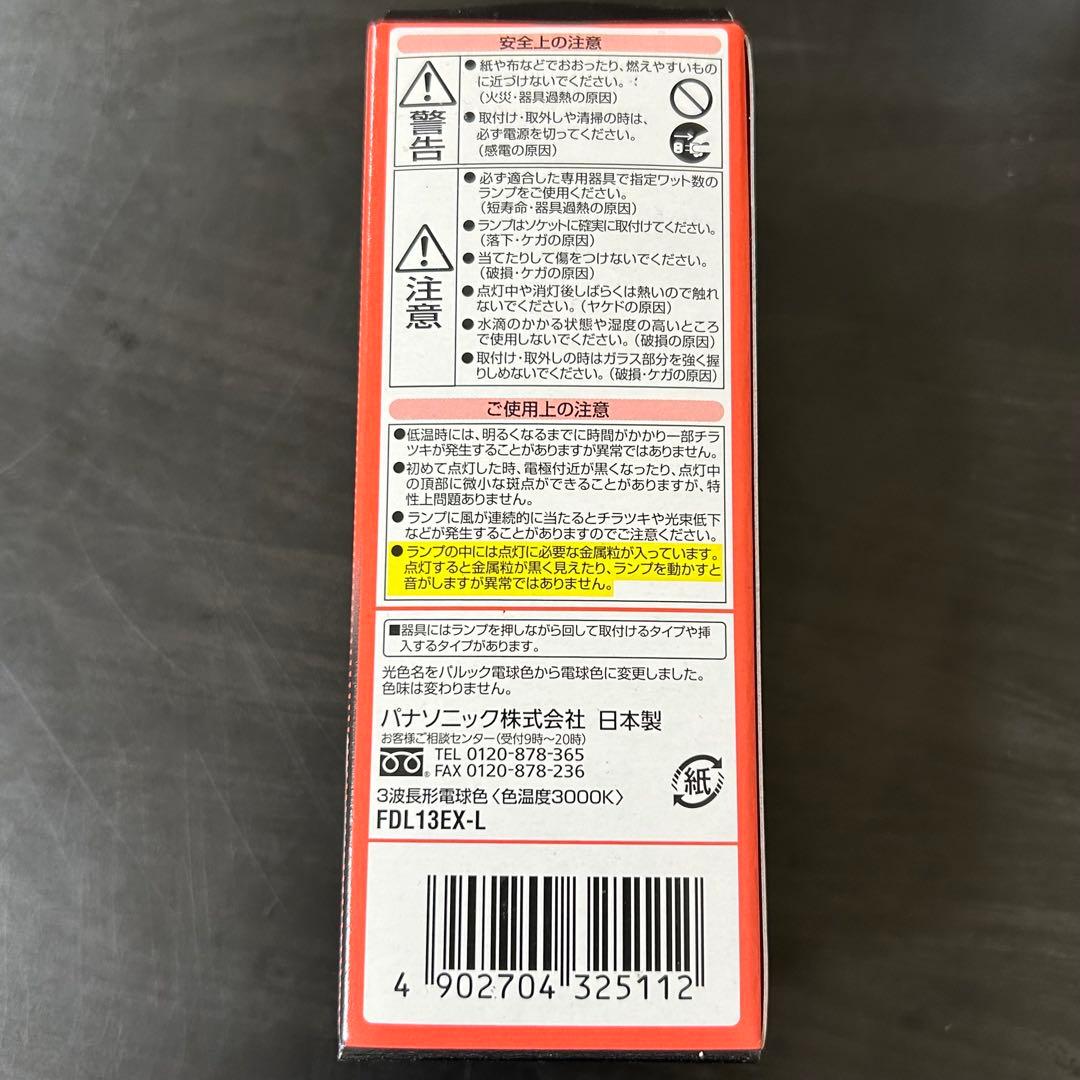 安全上の注意
警告
●紙や布などでおおったり、燃えやすいもの
に近づけないでください。
(火災・器具過熱の原因)
●取付け・取外しや清掃の時は、
必ず電源を切ってください。
(感電の原因)
注意
●必ず適合した専用器具で指定ワット数の
ランプをご使用ください。
(短寿命・器具過熱の原因)
●ランプはソケットに確実に取付けてください。
(落下・ケガの原因)
●当てたりして傷をつけないでください。
(破損・ケガの原因)
●点灯中や消灯後しばらくは熱いので触れ
ないでください。(ヤケドの原因)
●水滴のかかる状態や湿度の高いところ
で使用しないでください。(破損の原因)
●取付け・取外しの時はガラス部分を強く握
りしめないでください。(破損・ケガの原因)
ご使用上の注意
●低温時には、明るくなるまでに時間がかかり一部チラ
ツキが発生することがありますが異常ではありません。
●初めて点灯した時、電極付近が黒くなったり、点灯中
の頂部に微小な斑点ができることがありますが、特
性上問題ありません。
●ランプに風が連続的に当たるとチラツキや光束低下
などが発生することがありますのでご注意ください。
●ランプの中には点灯に必要な金属粒が入っています。
点灯すると金属粒が黒く見えたり、ランプを動かすと
音がしますが異常ではありません。
■器具にはランプを押しながら回して取付けるタイプや挿
入するタイプがあります。
光色名をパルック電球色から電球色に変更しました。
色味は変わりません。
パナソニック株式会社 日本製
お客様ご相談センター(受付9時〜20時)
TEL 0120-878-365
® FAX 0120-878-236
紙
3波長形電球色〈色温度3000K〉
FDL13EX-L
4 902704 325112